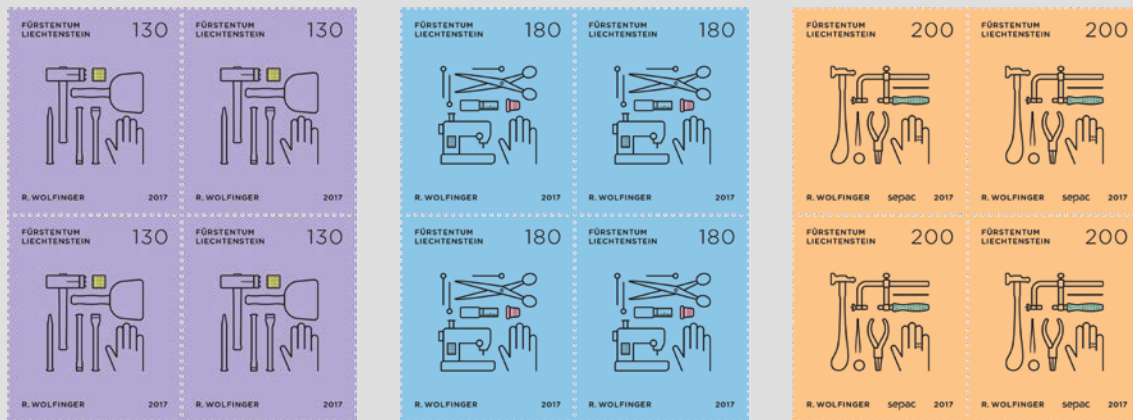 FÜRSTENTUM
LIECHTENSTEIN 130
FÜRSTENTUM
LIECHTENSTEIN 130
FÜRSTENTUM
LIECHTENSTEIN 180
FÜRSTENTUM
LIECHTENSTEIN 180
FÜRSTENTUM
LIECHTENSTEIN 200
FÜRSTENTUM
LIECHTENSTEIN 200
R. WOLFINGER 2017
R. WOLFINGER 2017
R. WOLFINGER 2017
R. WOLFINGER 2017
R. WOLFINGER sepac 2017
R. WOLFINGER sepac 2017
FÜRSTENTUM
LIECHTENSTEIN 130
FÜRSTENTUM
LIECHTENSTEIN 130
FÜRSTENTUM
LIECHTENSTEIN 180
FÜRSTENTUM
LIECHTENSTEIN 180
FÜRSTENTUM
LIECHTENSTEIN 200
FÜRSTENTUM
LIECHTENSTEIN 200
R. WOLFINGER 2017
R. WOLFINGER 2017
R. WOLFINGER 2017
R. WOLFINGER 2017
R. WOLFINGER sepac 2017
R. WOLFINGER sepac 2017